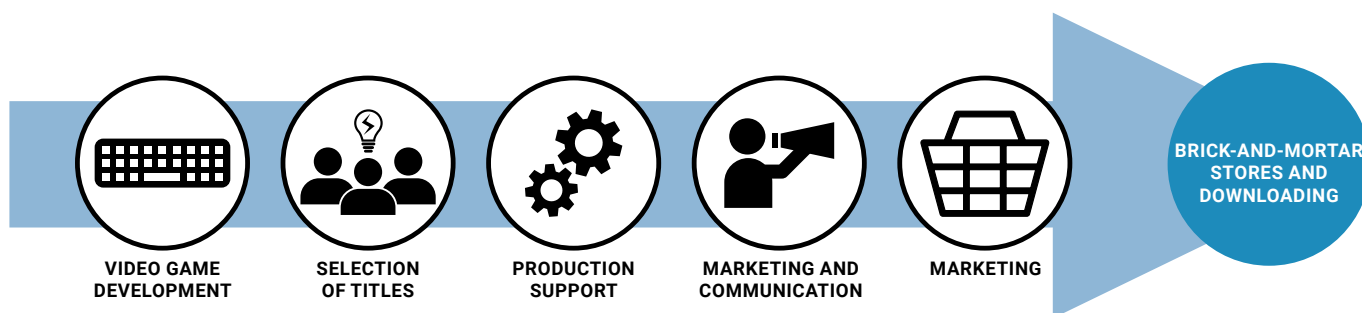 VIDEO GAME
DEVELOPMENT
SELECTION
OF TITLES
PRODUCTION
SUPPORT
MARKETING AND
COMMUNICATION
MARKETING
BRICK-AND-MORTAR
STORES AND
DOWNLOADING